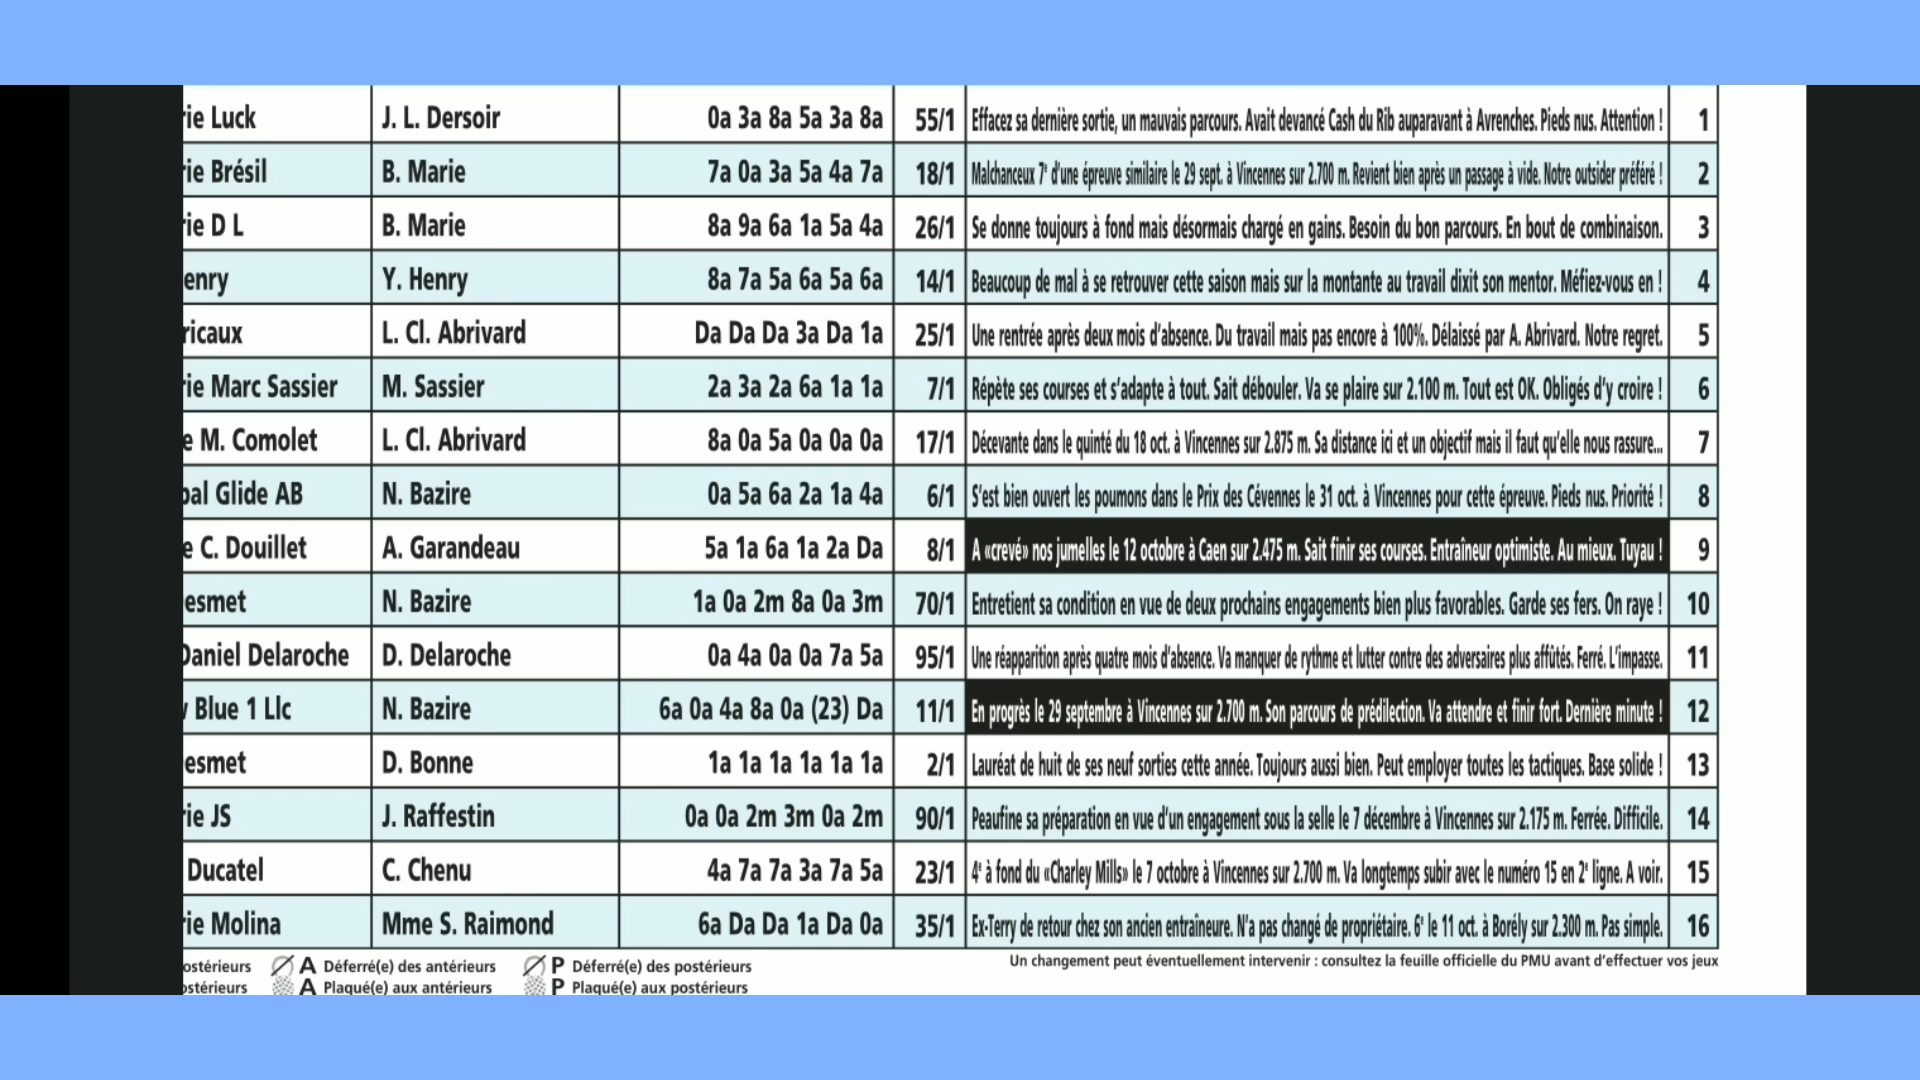 rie Luck J. L. Dersoir 0a 3a 8a 5a 3a 8a 55/1 Effacez sa dernière sortie, un mauvais parcours. Avait devancé Cash du Rib auparavant à Avrenches. Pieds nus. Attention ! 1
rie Brésil B. Marie 7a 0a 3a 5a 4a 7a 18/1 Malchanceux 7e d'une épreuve similaire le 29 sept. à Vincennes sur 2.700 m. Revient bien après un passage à vide. Notre outsider préféré ! 2
rie D L B. Marie 8a 9a 6a 1a 5a 4a 26/1 Se donne toujours à fond mais désormais chargé en gains. Besoin du bon parcours. En bout de combinaison. 3
enry Y. Henry 8a 7a 5a 6a 5a 6a 14/1 Beaucoup de mal à se retrouver cette saison mais sur la montante au travail dixit son mentor. Méfiez-vous en ! 4
ricaux L. Cl. Abrivard Da Da Da 3a Da 1a 25/1 Une rentrée après deux mois d'absence. Du travail mais pas encore à 100%. Délaissé par A. Abrivard. Notre regret. 5
rie Marc Sassier M. Sassier 2a 3a 2a 6a 1a 1a 7/1 Répète ses courses et s'adapte à tout. Sait débouler. Va se plaire sur 2.100 m. Tout est OK. Obligés d'y croire ! 6
e M. Comolet L. Cl. Abrivard 8a 0a 5a 0a 0a 0a 17/1 Décevante dans le quinté du 18 oct. à Vincennes sur 2.875 m. Sa distance ici et un objectif mais il faut qu'elle nous rassure... 7
bal Glide AB N. Bazire 0a 5a 6a 2a 1a 4a 6/1 S'est bien ouvert les poumons dans le Prix des Cévennes le 31 oct. à Vincennes pour cette épreuve. Pieds nus. Priorité ! 8
e C. Douillet A. Garandeau 5a 1a 6a 1a 2a Da 8/1 A «crevé» nos jumelles le 12 octobre à Caen sur 2.475 m. Sait finir ses courses. Entraîneur optimiste. Au mieux. Tuyau ! 9
esmet N. Bazire 1a 0a 2m 8a 0a 3m 70/1 Entretient sa condition en vue de deux prochains engagements bien plus favorables. Garde ses fers. On raye ! 10
Daniel Delaroche D. Delaroche 0a 4a 0a 0a 7a 5a 95/1 Une réapparition après quatre mois d'absence. Va manquer de rythme et lutter contre des adversaires plus affûtés. Ferré. L'impasse. 11
Blue 1 Llc N. Bazire 6a 0a 4a 8a 0a (23) Da 11/1 En progrès le 29 septembre à Vincennes sur 2.700 m. Son parcours de prédilection. Va attendre et finir fort. Dernière minute ! 12
esmet D. Bonne 1a 1a 1a 1a 1a 1a 2/1 Lauréat de huit de ses neuf sorties cette année. Toujours aussi bien. Peut employer toutes les tactiques. Base solide ! 13
rie JS J. Raffestin 0a 0a 2m 3m 0a 2m 90/1 Peaufine sa préparation en vue d'un engagement sous la selle le 7 décembre à Vincennes sur 2.175 m. Ferrée. Difficile. 14
Ducatel C. Chenu 4a 7a 7a 3a 7a 5a 23/1 4e à fond du «Charley Mills» le 7 octobre à Vincennes sur 2.700 m. Va longtemps subir avec le numéro 15 en 2e ligne. A voir. 15
rie Molina Mme S. Raimond 6a Da Da 1a Da 0a 35/1 Ex-Terry de retour chez son ancien entraîneure. N'a pas changé de propriétaire. 6e le 11 oct. à Borély sur 2.300 m. Pas simple. 16
ostérieurs A Déferré(e) des antérieurs P Déferré(e) des postérieurs Un changement peut éventuellement intervenir : consultez la feuille officielle du PMU avant d'effectuer vos jeux
ostérieurs A Plaqué(e) aux antérieurs P Plaqué(e) aux postérieurs